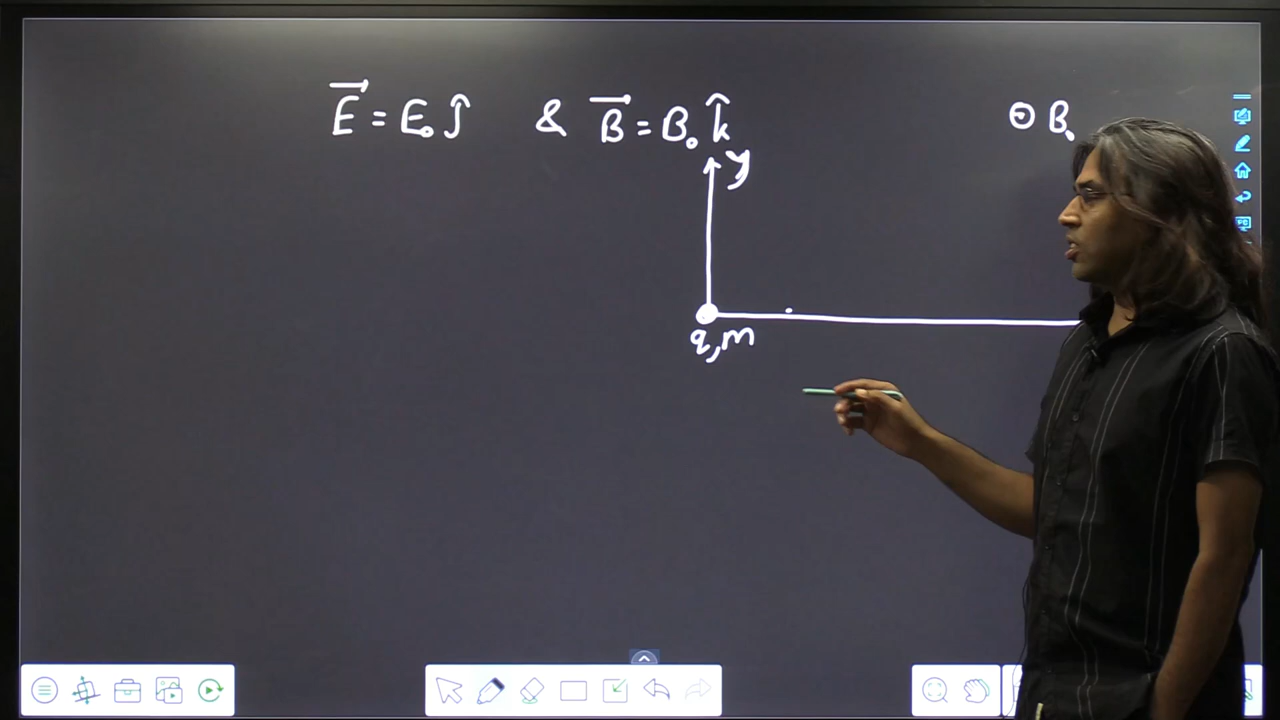 E⃗ = E₀ ĵ & B⃗ = B₀ k̂
⊙ B₀
y
q,m